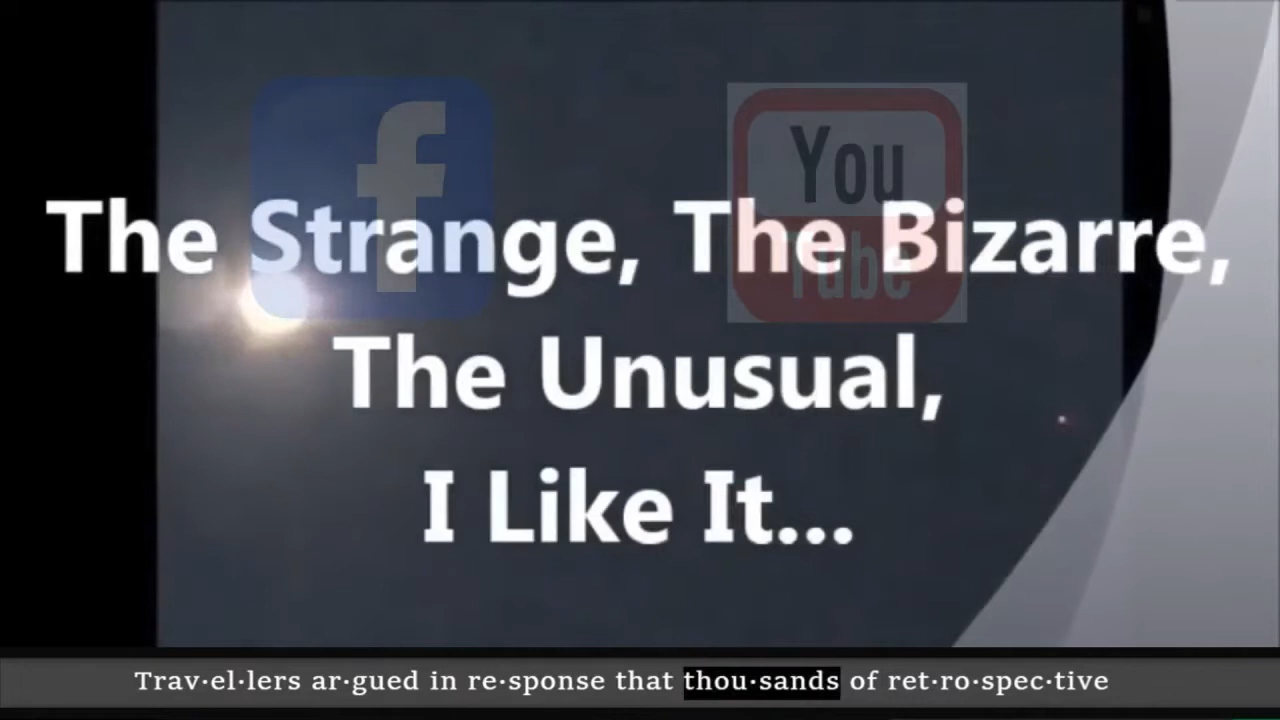 f
You
Tube
The Strange, The Bizarre,
The Unusual,
I Like It...
Trav·el·lers ar·gued in re·sponse that thou·sands of ret·ro·spec·tive